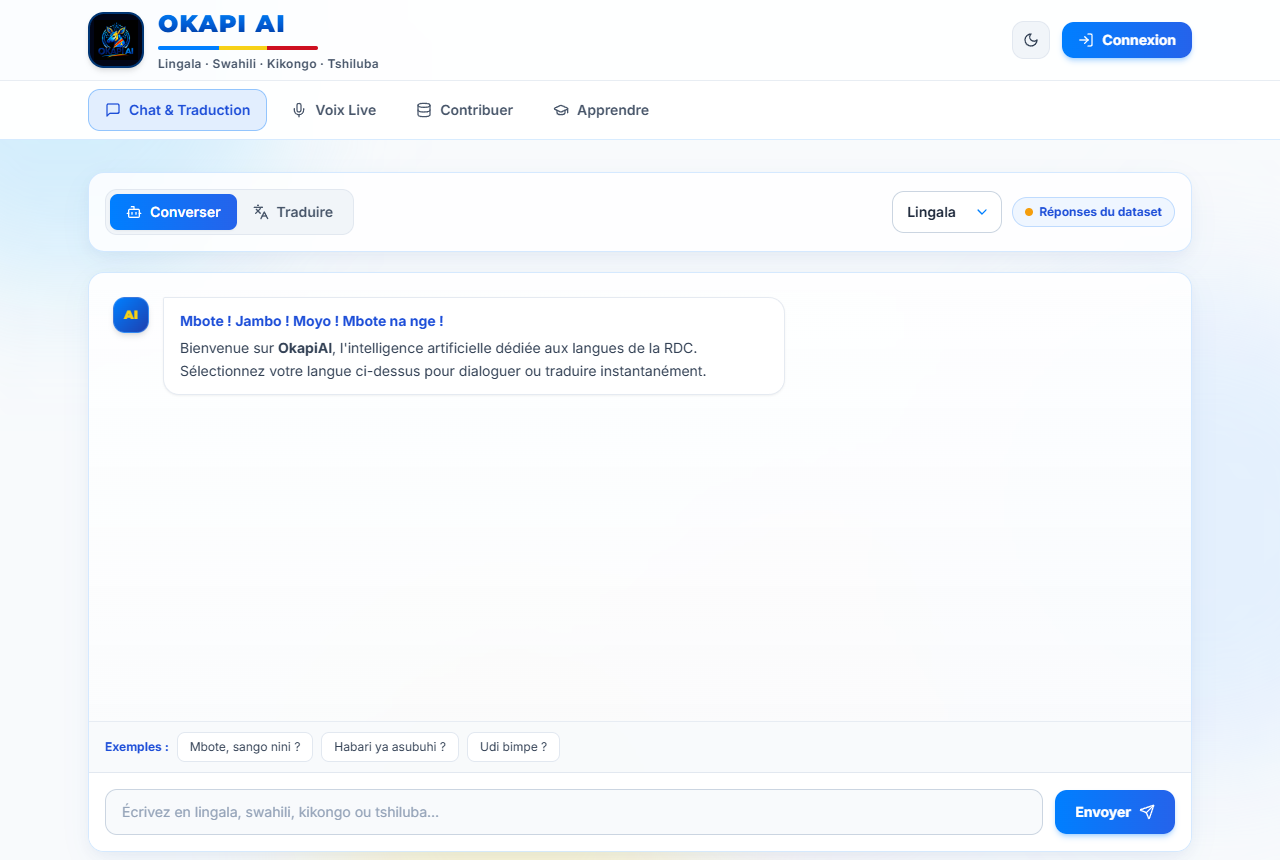 OKAPI AI
Lingala · Swahili · Kikongo · Tshiluba
Connexion
Chat & Traduction
Voix Live
Contribuer
Apprendre
Converser
Traduire
Lingala
Réponses du dataset
AI
Mbote ! Jambo ! Moyo ! Mbote na nge !
Bienvenue sur OkapiAI, l'intelligence artificielle dédiée aux langues de la RDC.
Sélectionnez votre langue ci-dessus pour dialoguer ou traduire instantanément.
Exemples :
Mbote, sango nini ?
Habari ya asubuhi ?
Udi bimpe ?
Écrivez en lingala, swahili, kikongo ou tshiluba...
Envoyer